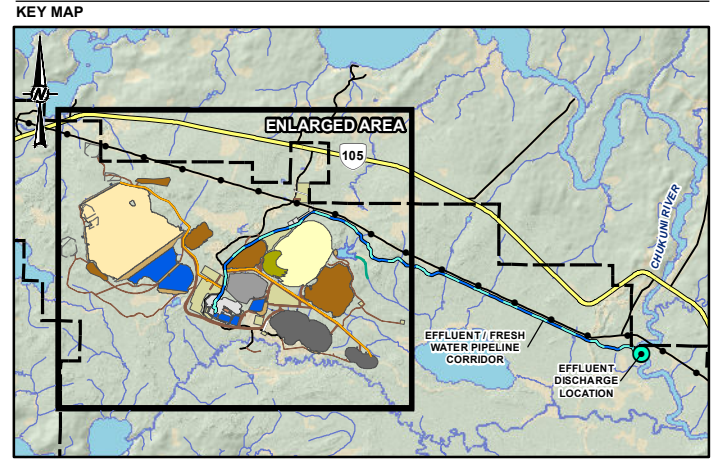 KEY MAP
N
ENLARGED AREA
105
CHUKUNI RIVER
EFFLUENT / FRESH
WATER PIPELINE
CORRIDOR
EFFLUENT
DISCHARGE
LOCATION